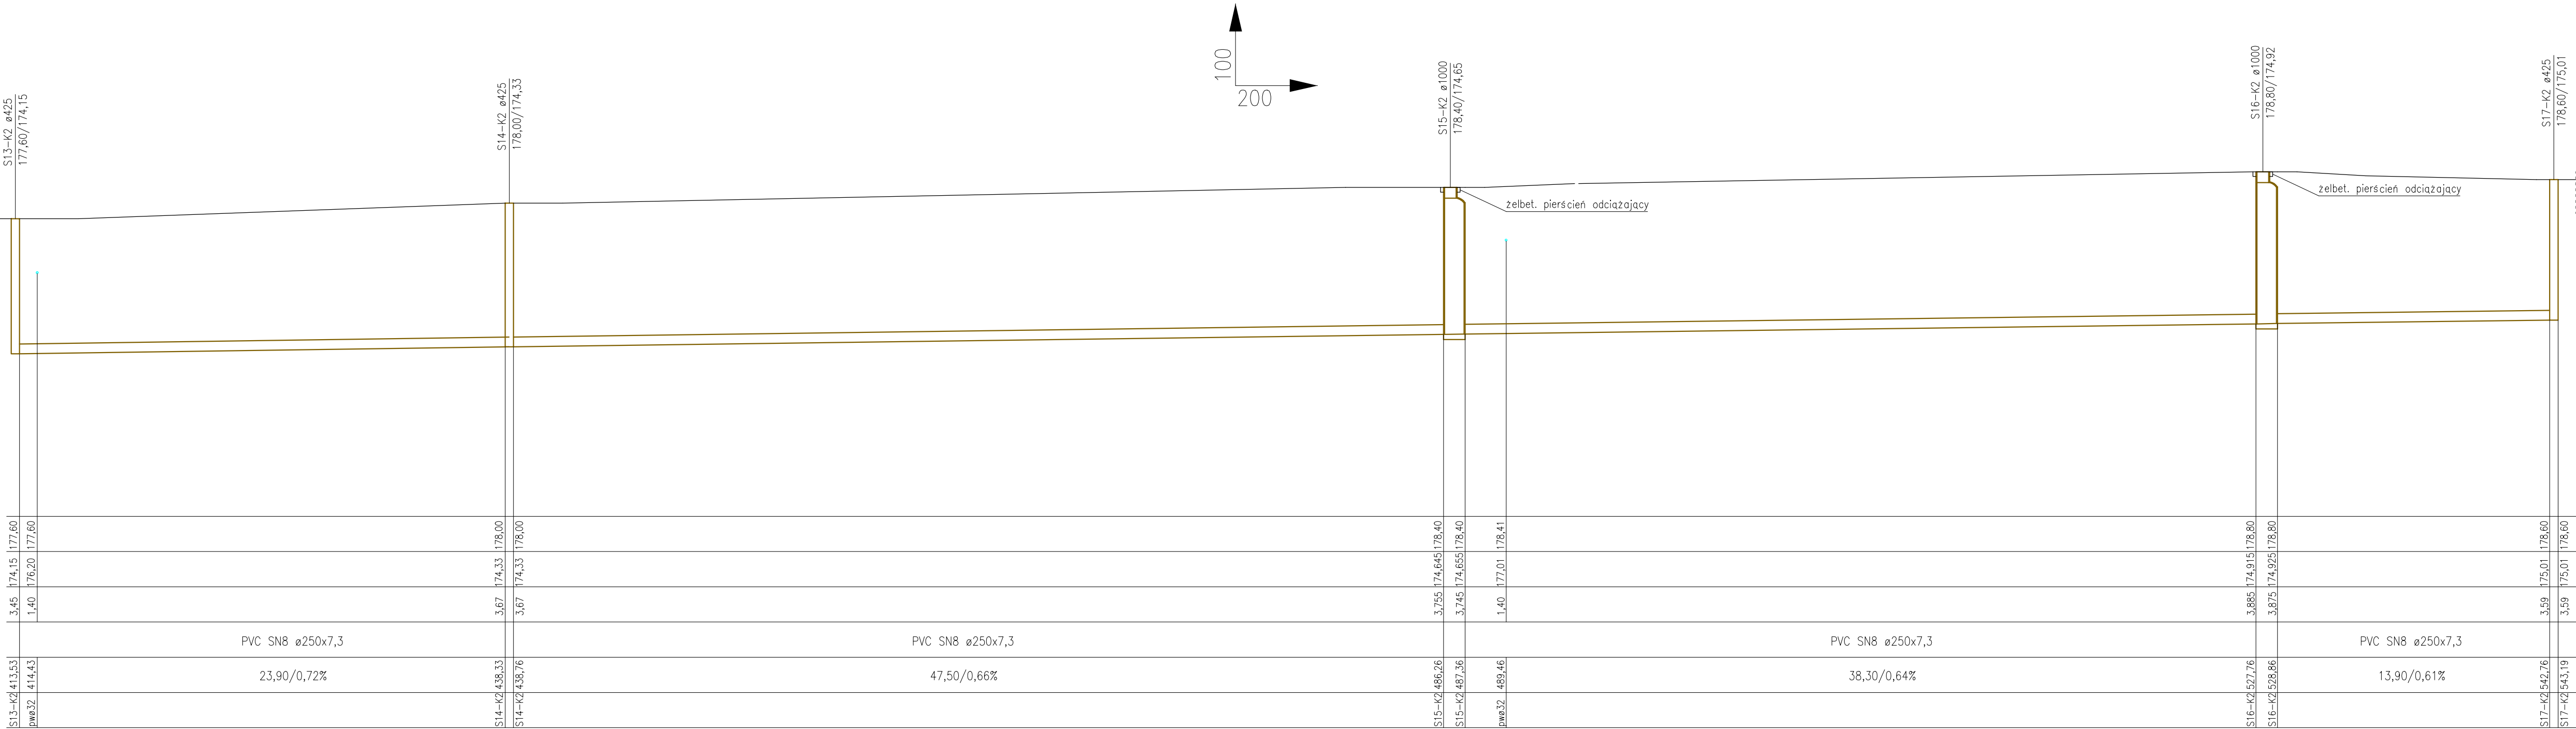 100
200
S13-K2 ø425
177,60/174,15
S14-K2 ø425
178,00/174,33
S15-K2 ø1000
178,40/174,65
S16-K2 ø1000
178,80/174,92
S17-K2 ø425
178,60/175,01
żelbet. pierścień odciążający
żelbet. pierścień odciążający
177,60 177,60 178,00 178,00 178,40 178,40 178,41 178,80 178,80 178,60 178,60
174,15 176,20 174,33 174,33 174,645 174,655 177,01 174,915 174,925 175,01 175,01
3,45 1,40 3,67 3,67 3,755 3,745 1,40 3,885 3,875 3,59 3,59
PVC SN8 ø250x7,3 PVC SN8 ø250x7,3 PVC SN8 ø250x7,3 PVC SN8 ø250x7,3
413,53 414,43 23,90/0,72% 438,33 438,76 47,50/0,66% 486,26 487,36 489,46 38,30/0,64% 527,76 528,86 13,90/0,61% 542,76 543,19
S13-K2 pwø32 S14-K2 S14-K2 S15-K2 S15-K2 pwø32 S16-K2 S16-K2 S17-K2 S17-K2